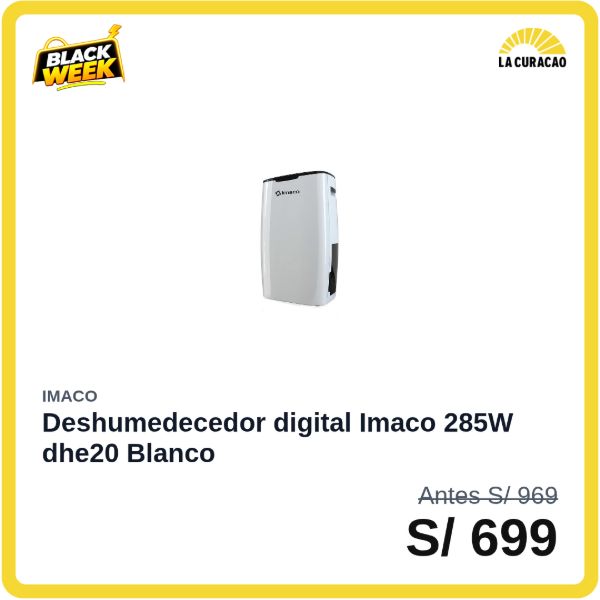 BLACK
WEEK
LA CURACAO
Imaco
IMACO
Deshumedecedor digital Imaco 285W
dhe20 Blanco
Antes S/ 969
S/ 699